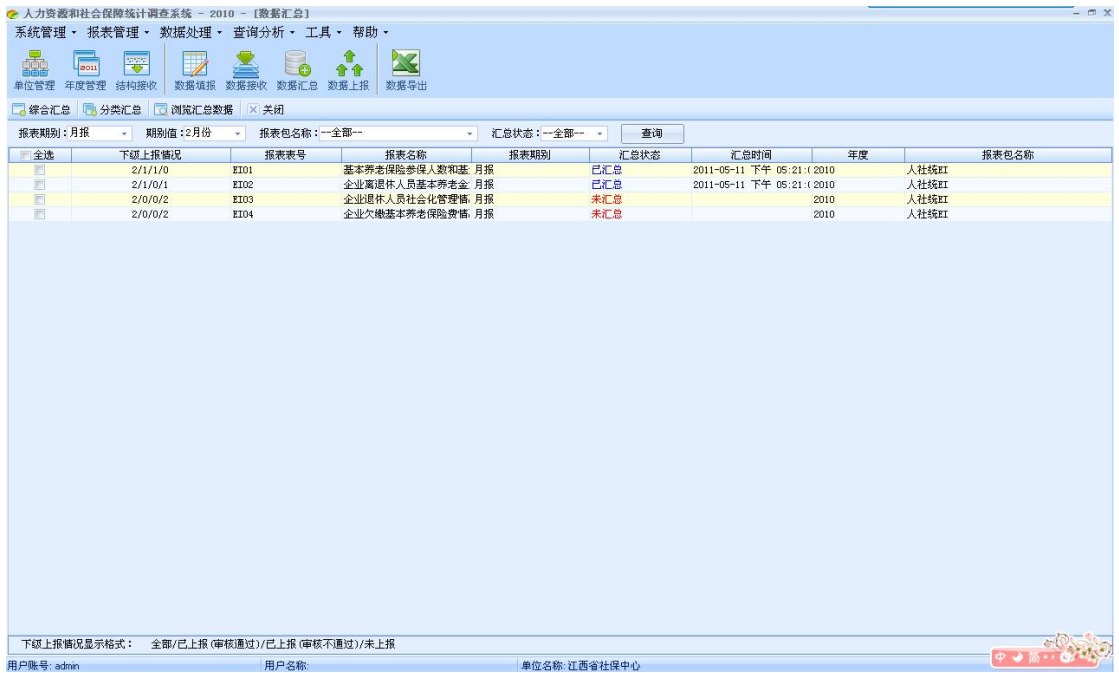 人力资源和社会保障统计调查系统 - 2010 - [数据汇总]
系统管理 报表管理 数据处理 查询分析 工具 帮助
2011
单位管理 年度管理 结构接收 数据填报 数据接收 数据汇总 数据上报 数据导出
综合汇总 分类汇总 浏览汇总数据 关闭
报表期别:月报 期别值:2月份 报表包名称:--全部-- 汇总状态:--全部-- 查询
全选 下级上报情况 报表表号 报表名称 报表期别 汇总状态 汇总时间 年度 报表包名称
2/1/1/0 EI01 基本养老保险参保人数和基 月报 已汇总 2011-05-11 下午 05:21:( 2010 人社统EI
2/1/0/1 EI02 企业离退休人员基本养老金 月报 已汇总 2011-05-11 下午 05:21:( 2010 人社统EI
2/0/0/2 EI03 企业退休人员社会化管理情 月报 未汇总 2010 人社统EI
2/0/0/2 EI04 企业欠缴基本养老保险费情 月报 未汇总 2010 人社统EI
下级上报情况显示格式: 全部/已上报(审核通过)/已上报(审核不通过)/未上报
中 简
用户账号: admin 用户名称: 单位名称:江西省社保中心